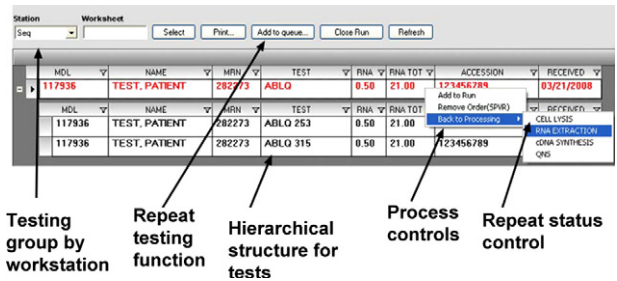 Station Worksheet
Seq Select Print... Add to queue... Close Run Refresh
MDL NAME MRN TEST RNA RNA TOT ACCESSION RECEIVED
117936 TEST, PATIENT 282273 ABLQ 0.50 21.00 123456789 03/21/2008
Add to Run
MDL NAME MRN TEST RNA RNA TOT RECEIVED
Remove Order(SPVR)
Back to Processing CELL LYSIS
117936 TEST, PATIENT 282273 ABLQ 253 0.50 21.00
RNA EXTRACTION
117936 TEST, PATIENT 282273 ABLQ 315 0.50 21.00 123456789 cDNA SYNTHESIS
QNS
Testing Repeat Hierarchical Process Repeat status
group by testing structure for controls control
workstation function tests